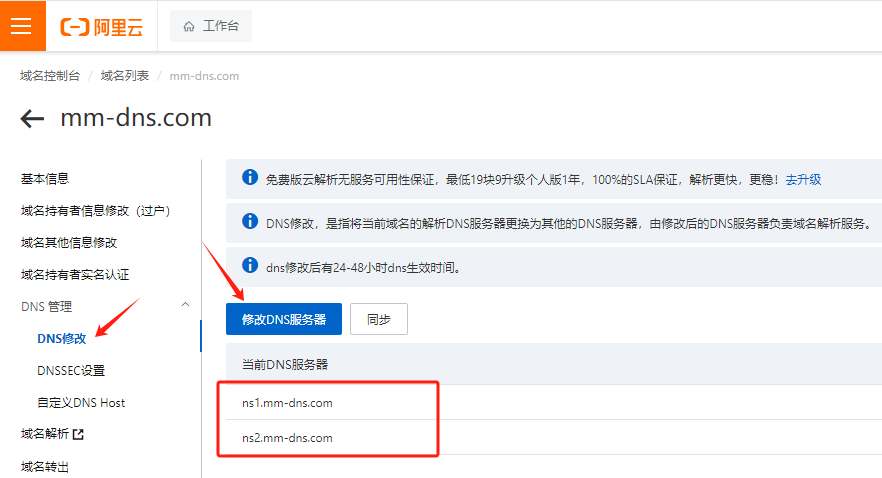 阿里云
工作台
域名控制台 / 域名列表 / mm-dns.com
mm-dns.com
基本信息
域名持有者信息修改（过户）
域名其他信息修改
域名持有者实名认证
DNS 管理
DNS修改
DNSSEC设置
自定义DNS Host
域名解析
域名转出
免费版云解析无服务可用性保证，最低19块9升级个人版1年，100%的SLA保证，解析更快，更稳！去升级
DNS修改，是指将当前域名的解析DNS服务器更换为其他的DNS服务器，由修改后的DNS服务器负责域名解析服务。
dns修改后有24-48小时dns生效时间。
修改DNS服务器
同步
当前DNS服务器
ns1.mm-dns.com
ns2.mm-dns.com